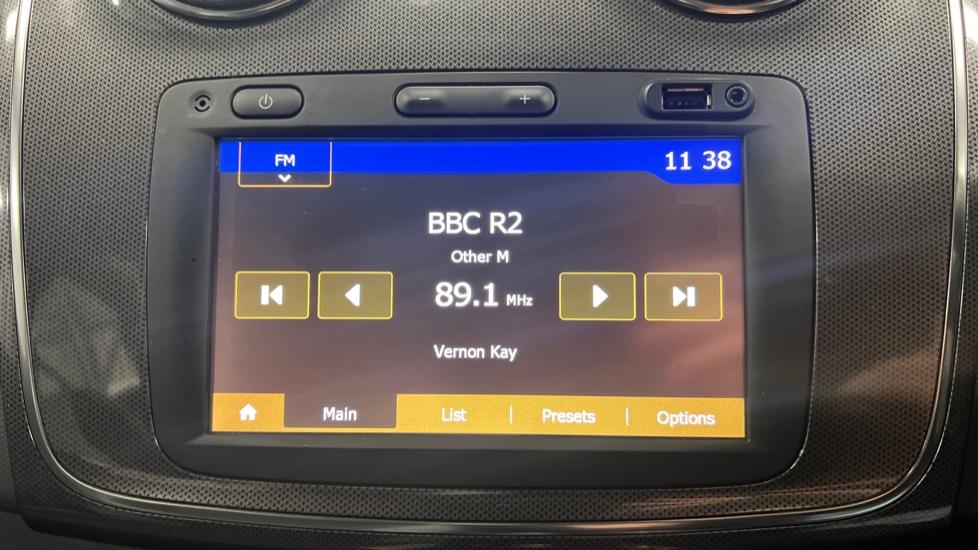 FM
11 38
BBC R2
Other M
89.1 MHz
Vernon Kay
Main List Presets Options